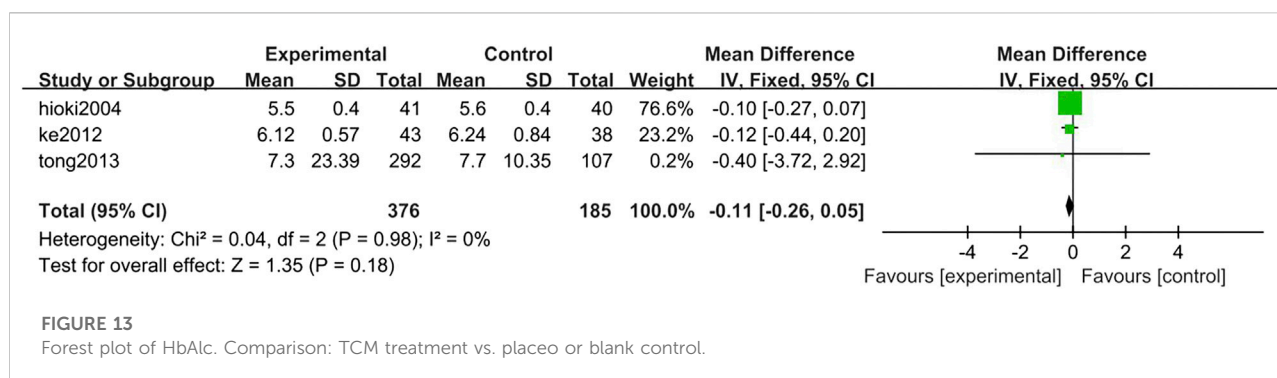 Experimental Control Mean Difference Mean Difference
Study or Subgroup Mean SD Total Mean SD Total Weight IV, Fixed, 95% CI IV, Fixed, 95% CI
hioki2004 5.5 0.4 41 5.6 0.4 40 76.6% -0.10 [-0.27, 0.07]
ke2012 6.12 0.57 43 6.24 0.84 38 23.2% -0.12 [-0.44, 0.20]
tong2013 7.3 23.39 292 7.7 10.35 107 0.2% -0.40 [-3.72, 2.92]
Total (95% CI) 376 185 100.0% -0.11 [-0.26, 0.05]
Heterogeneity: Chi² = 0.04, df = 2 (P = 0.98); I² = 0%
Test for overall effect: Z = 1.35 (P = 0.18)
-4 -2 0 2 4
Favours [experimental] Favours [control]
FIGURE 13
Forest plot of HbAlc. Comparison: TCM treatment vs. placeo or blank control.